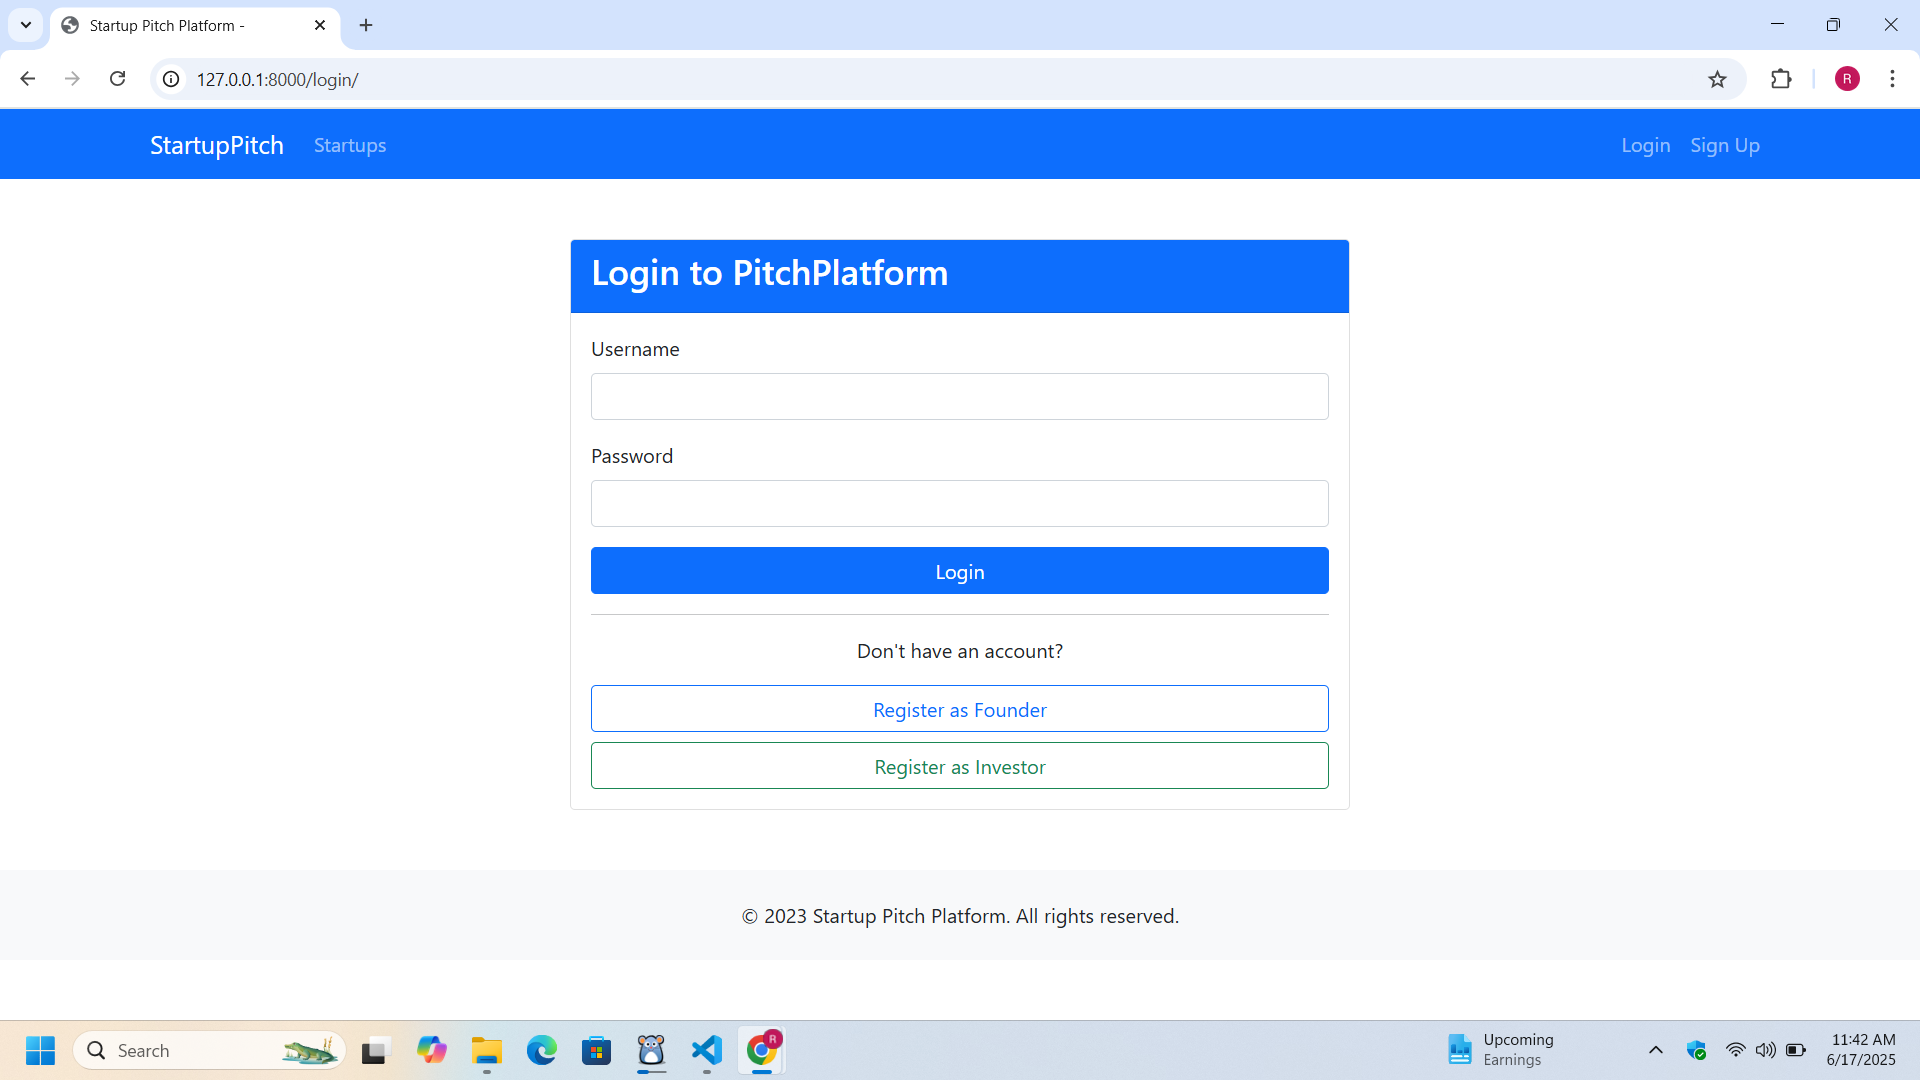 Startup Pitch Platform -
127.0.0.1:8000/login/
R
StartupPitch
Startups
Login
Sign Up
Login to PitchPlatform
Username
Password
Login
Don't have an account?
Register as Founder
Register as Investor
© 2023 Startup Pitch Platform. All rights reserved.
Search
R
Upcoming
Earnings
11:42 AM
6/17/2025